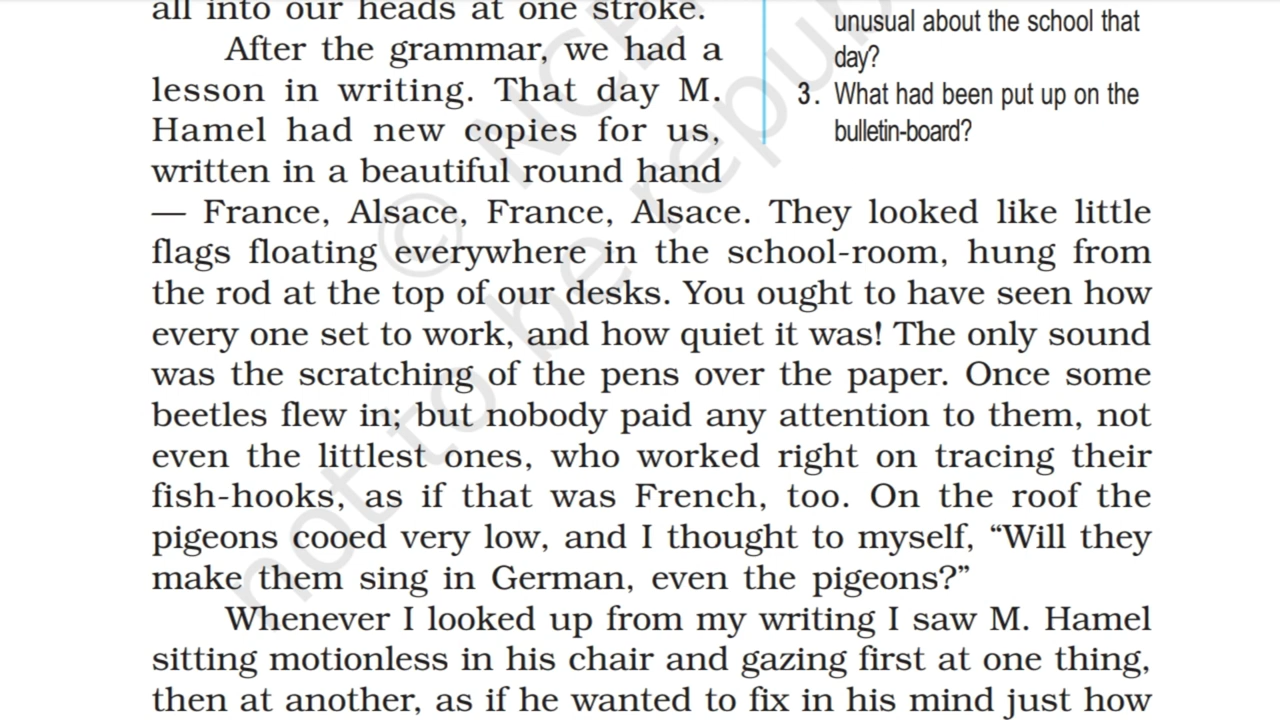 all into our heads at one stroke.
After the grammar, we had a
lesson in writing. That day M.
Hamel had new copies for us,
written in a beautiful round hand
— France, Alsace, France, Alsace. They looked like little
flags floating everywhere in the school-room, hung from
the rod at the top of our desks. You ought to have seen how
every one set to work, and how quiet it was! The only sound
was the scratching of the pens over the paper. Once some
beetles flew in; but nobody paid any attention to them, not
even the littlest ones, who worked right on tracing their
fish-hooks, as if that was French, too. On the roof the
pigeons cooed very low, and I thought to myself, “Will they
make them sing in German, even the pigeons?”
Whenever I looked up from my writing I saw M. Hamel
sitting motionless in his chair and gazing first at one thing,
then at another, as if he wanted to fix in his mind just how
unusual about the school that
day?
3. What had been put up on the
bulletin-board?
© NCE
not to be repub